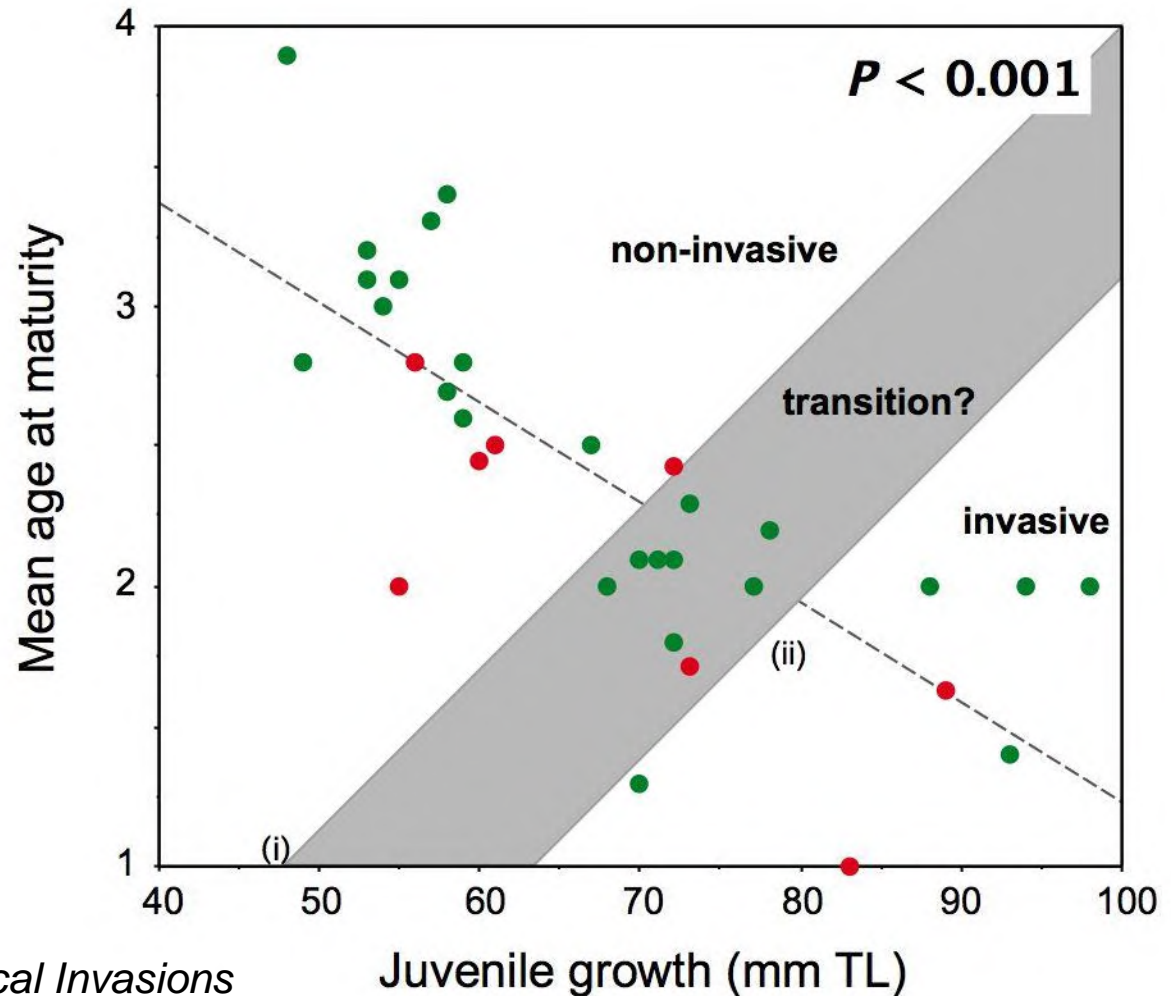 4
P < 0.001
non-invasive
3
Mean age at maturity
transition?
invasive
2
(ii)
(i)
1
40 50 60 70 80 90 100
Juvenile growth (mm TL)
cal Invasions